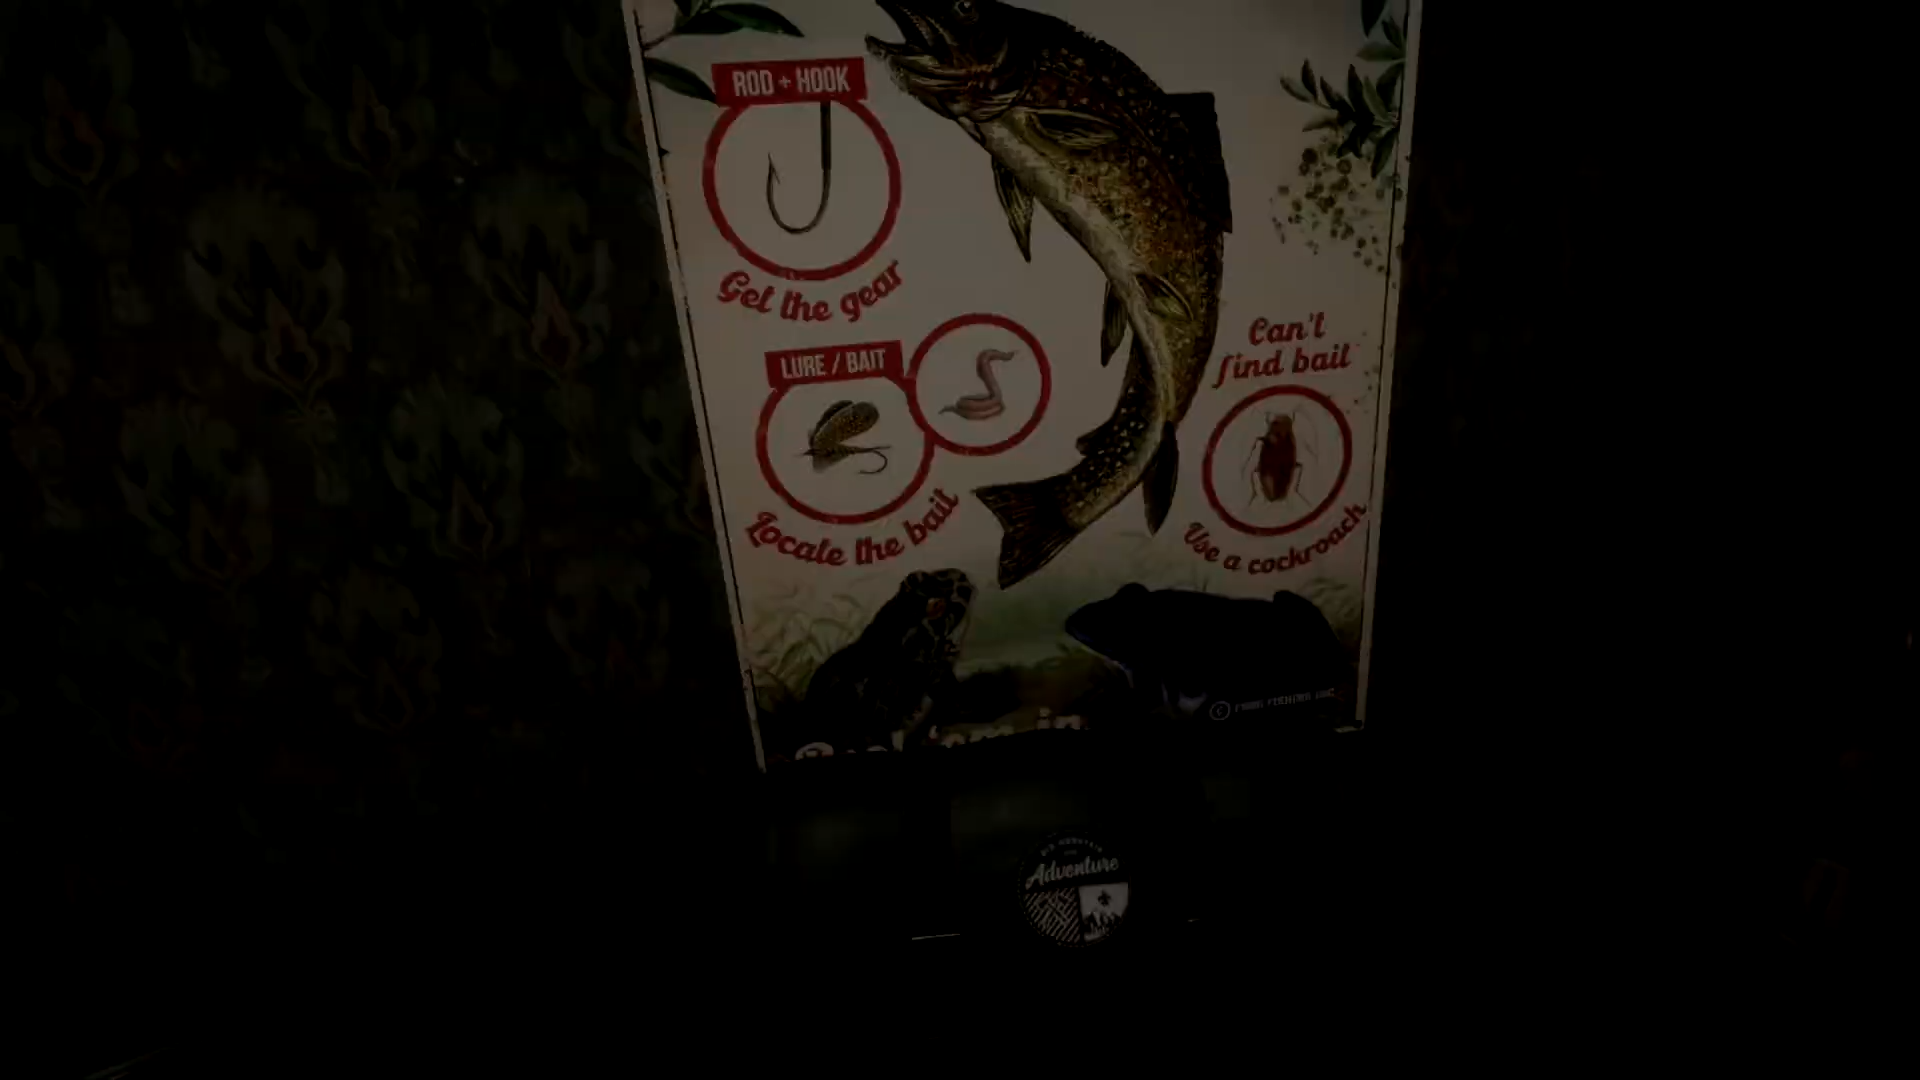 ROD + HOOK
Get the gear
LURE / BAIT
Locate the bait
Can't
find bait
Use a cockroach
Adventure